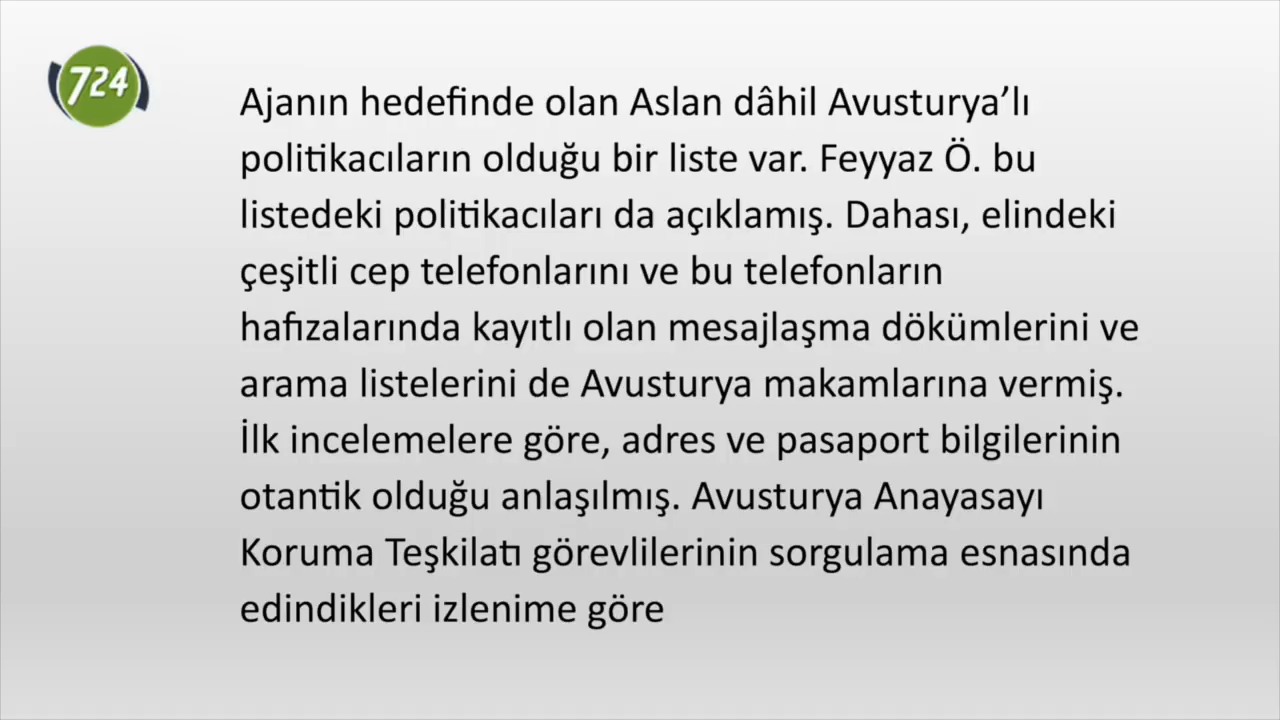 724
Ajanın hedefinde olan Aslan dâhil Avusturya’lı
politikacıların olduğu bir liste var. Feyyaz Ö. bu
listedeki politikacıları da açıklamış. Dahası, elindeki
çeşitli cep telefonlarını ve bu telefonların
hafızalarında kayıtlı olan mesajlaşma dökümlerini ve
arama listelerini de Avusturya makamlarına vermiş.
İlk incelemelere göre, adres ve pasaport bilgilerinin
otantik olduğu anlaşılmış. Avusturya Anayasayı
Koruma Teşkilatı görevlilerinin sorgulama esnasında
edindikleri izlenime göre